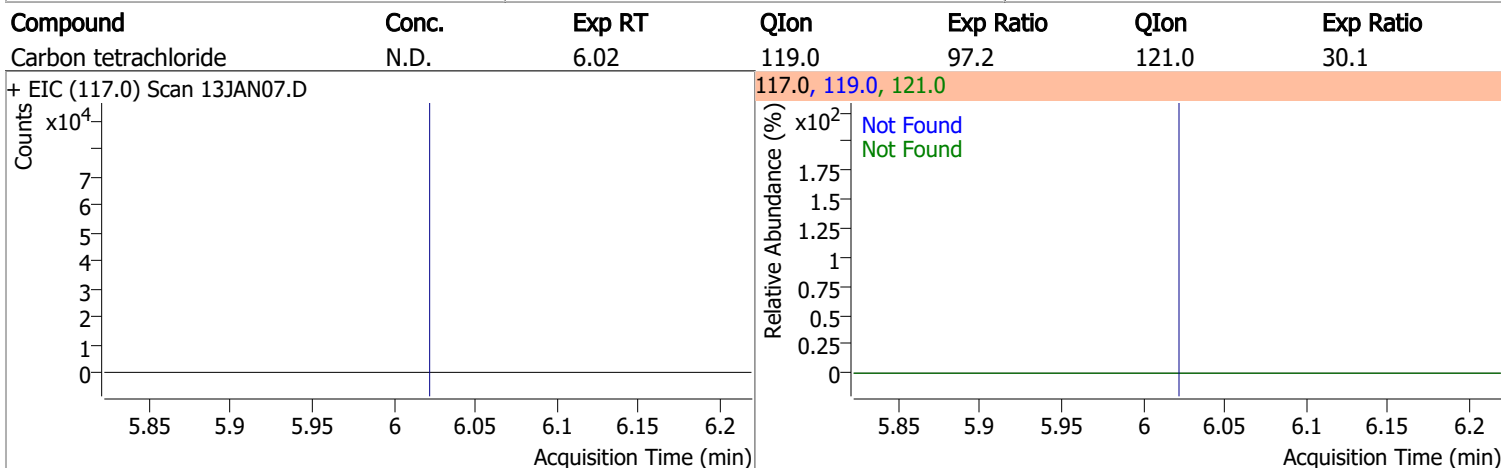 Compound Conc. Exp RT QIon Exp Ratio QIon Exp Ratio
Carbon tetrachloride N.D. 6.02 119.0 97.2 121.0 30.1
+ EIC (117.0) Scan 13JAN07.D
Counts
x10⁴
7
6
5
4
3
2
1
0
5.85 5.9 5.95 6 6.05 6.1 6.15 6.2
Acquisition Time (min)
117.0, 119.0, 121.0
Relative Abundance (%)
x10²
Not Found
Not Found
1.75
1.5
1.25
1
0.75
0.5
0.25
0
5.85 5.9 5.95 6 6.05 6.1 6.15 6.2
Acquisition Time (min)